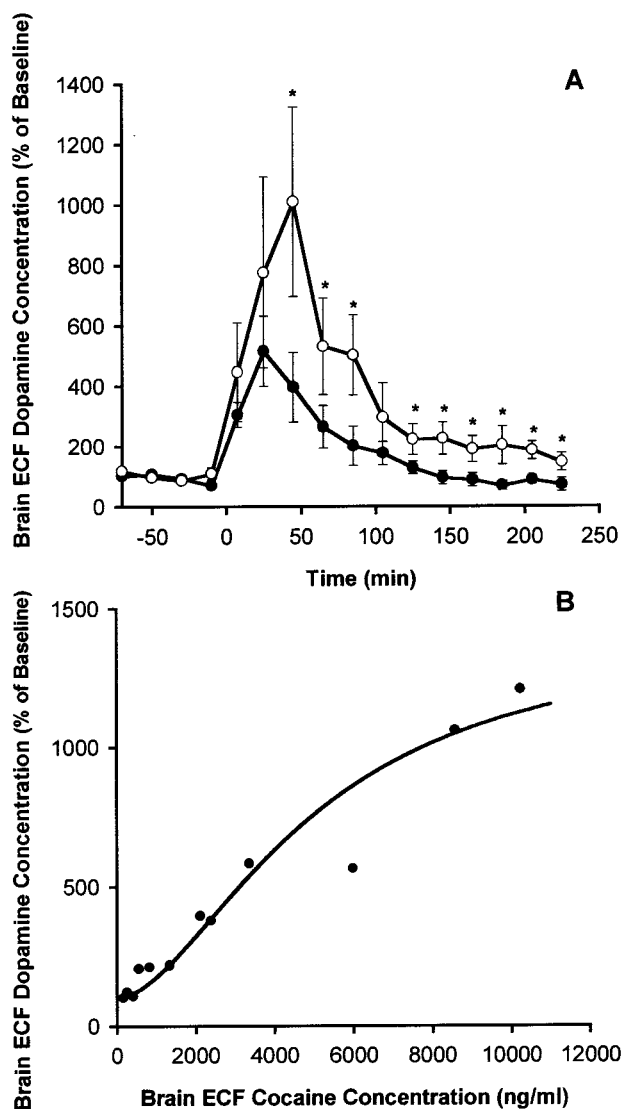 A
Brain ECF Dopamine Concentration (% of Baseline)
1400
1200
1000
800
600
400
200
0
* * * * * * * * *
-50 0 50 100 150 200 250
Time (min)
B
Brain ECF Dopamine Concentration (% of Baseline)
1500
1000
500
0
0 2000 4000 6000 8000 10000 12000
Brain ECF Cocaine Concentration (ng/ml)